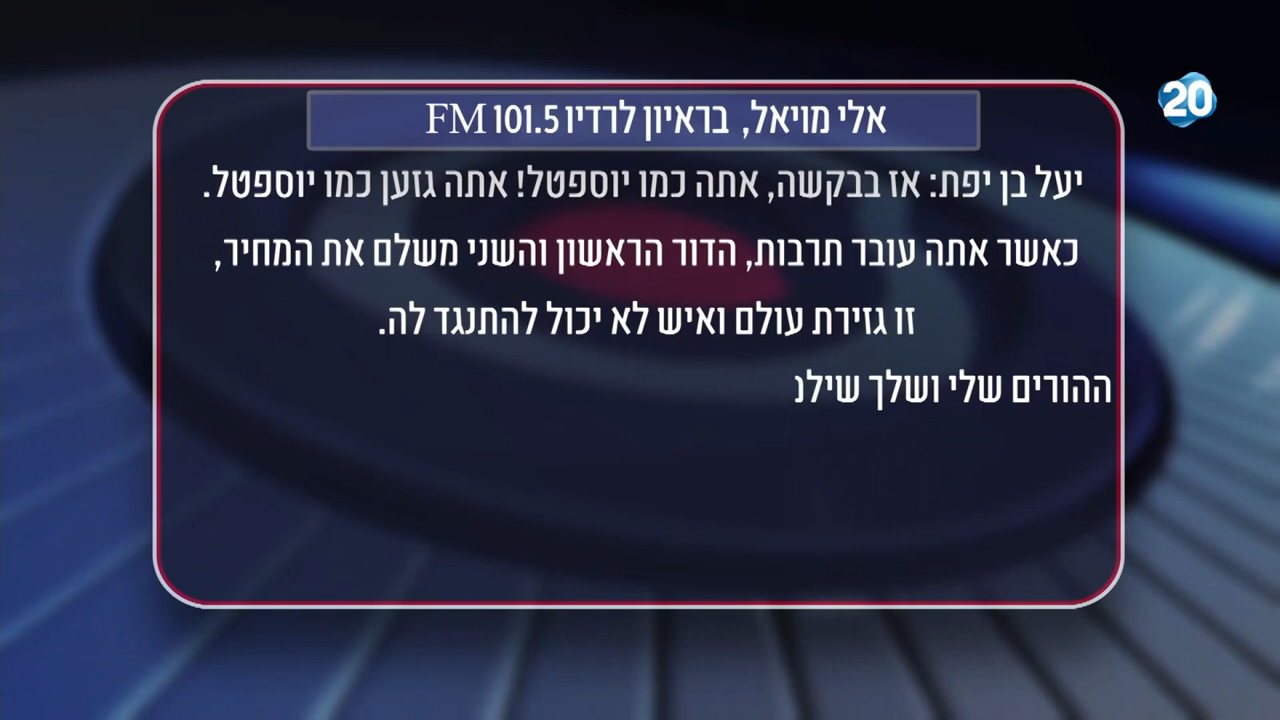 20
אלי מויאל, בראיון לרדיו 101.5 FM
יעל בן יפת: אז בבקשה, אתה כמו יוספטל! אתה גזען כמו יוספטל.
כאשר אתה עובר תרבות, הדור הראשון והשני משלם את המחיר,
זו גזירת עולם ואיש לא יכול להתנגד לה.
ההורים שלי ושלך שילנ